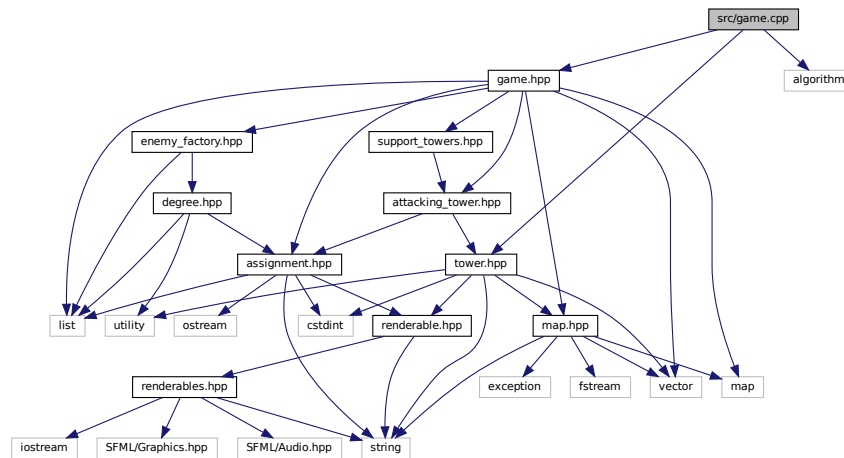 src/game.cpp
game.hpp
algorithm
enemy_factory.hpp
support_towers.hpp
degree.hpp
attacking_tower.hpp
assignment.hpp
tower.hpp
list
utility
ostream
cstdint
renderable.hpp
map.hpp
renderables.hpp
exception
fstream
vector
map
iostream
SFML/Graphics.hpp
SFML/Audio.hpp
string